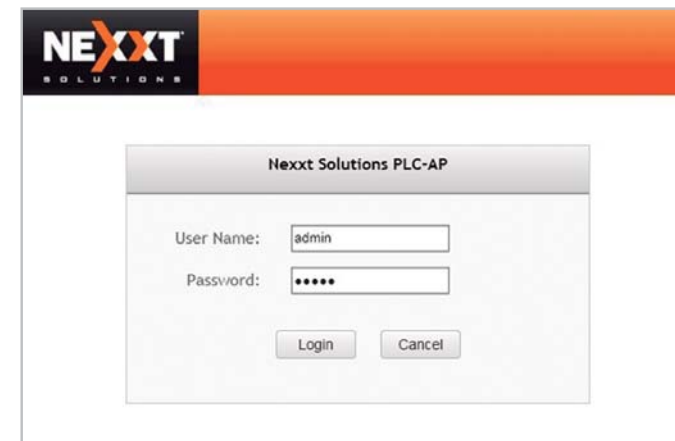 NEXXT
SOLUTIONS
Nexxt Solutions PLC-AP
User Name: admin
Password: •••••
Login Cancel